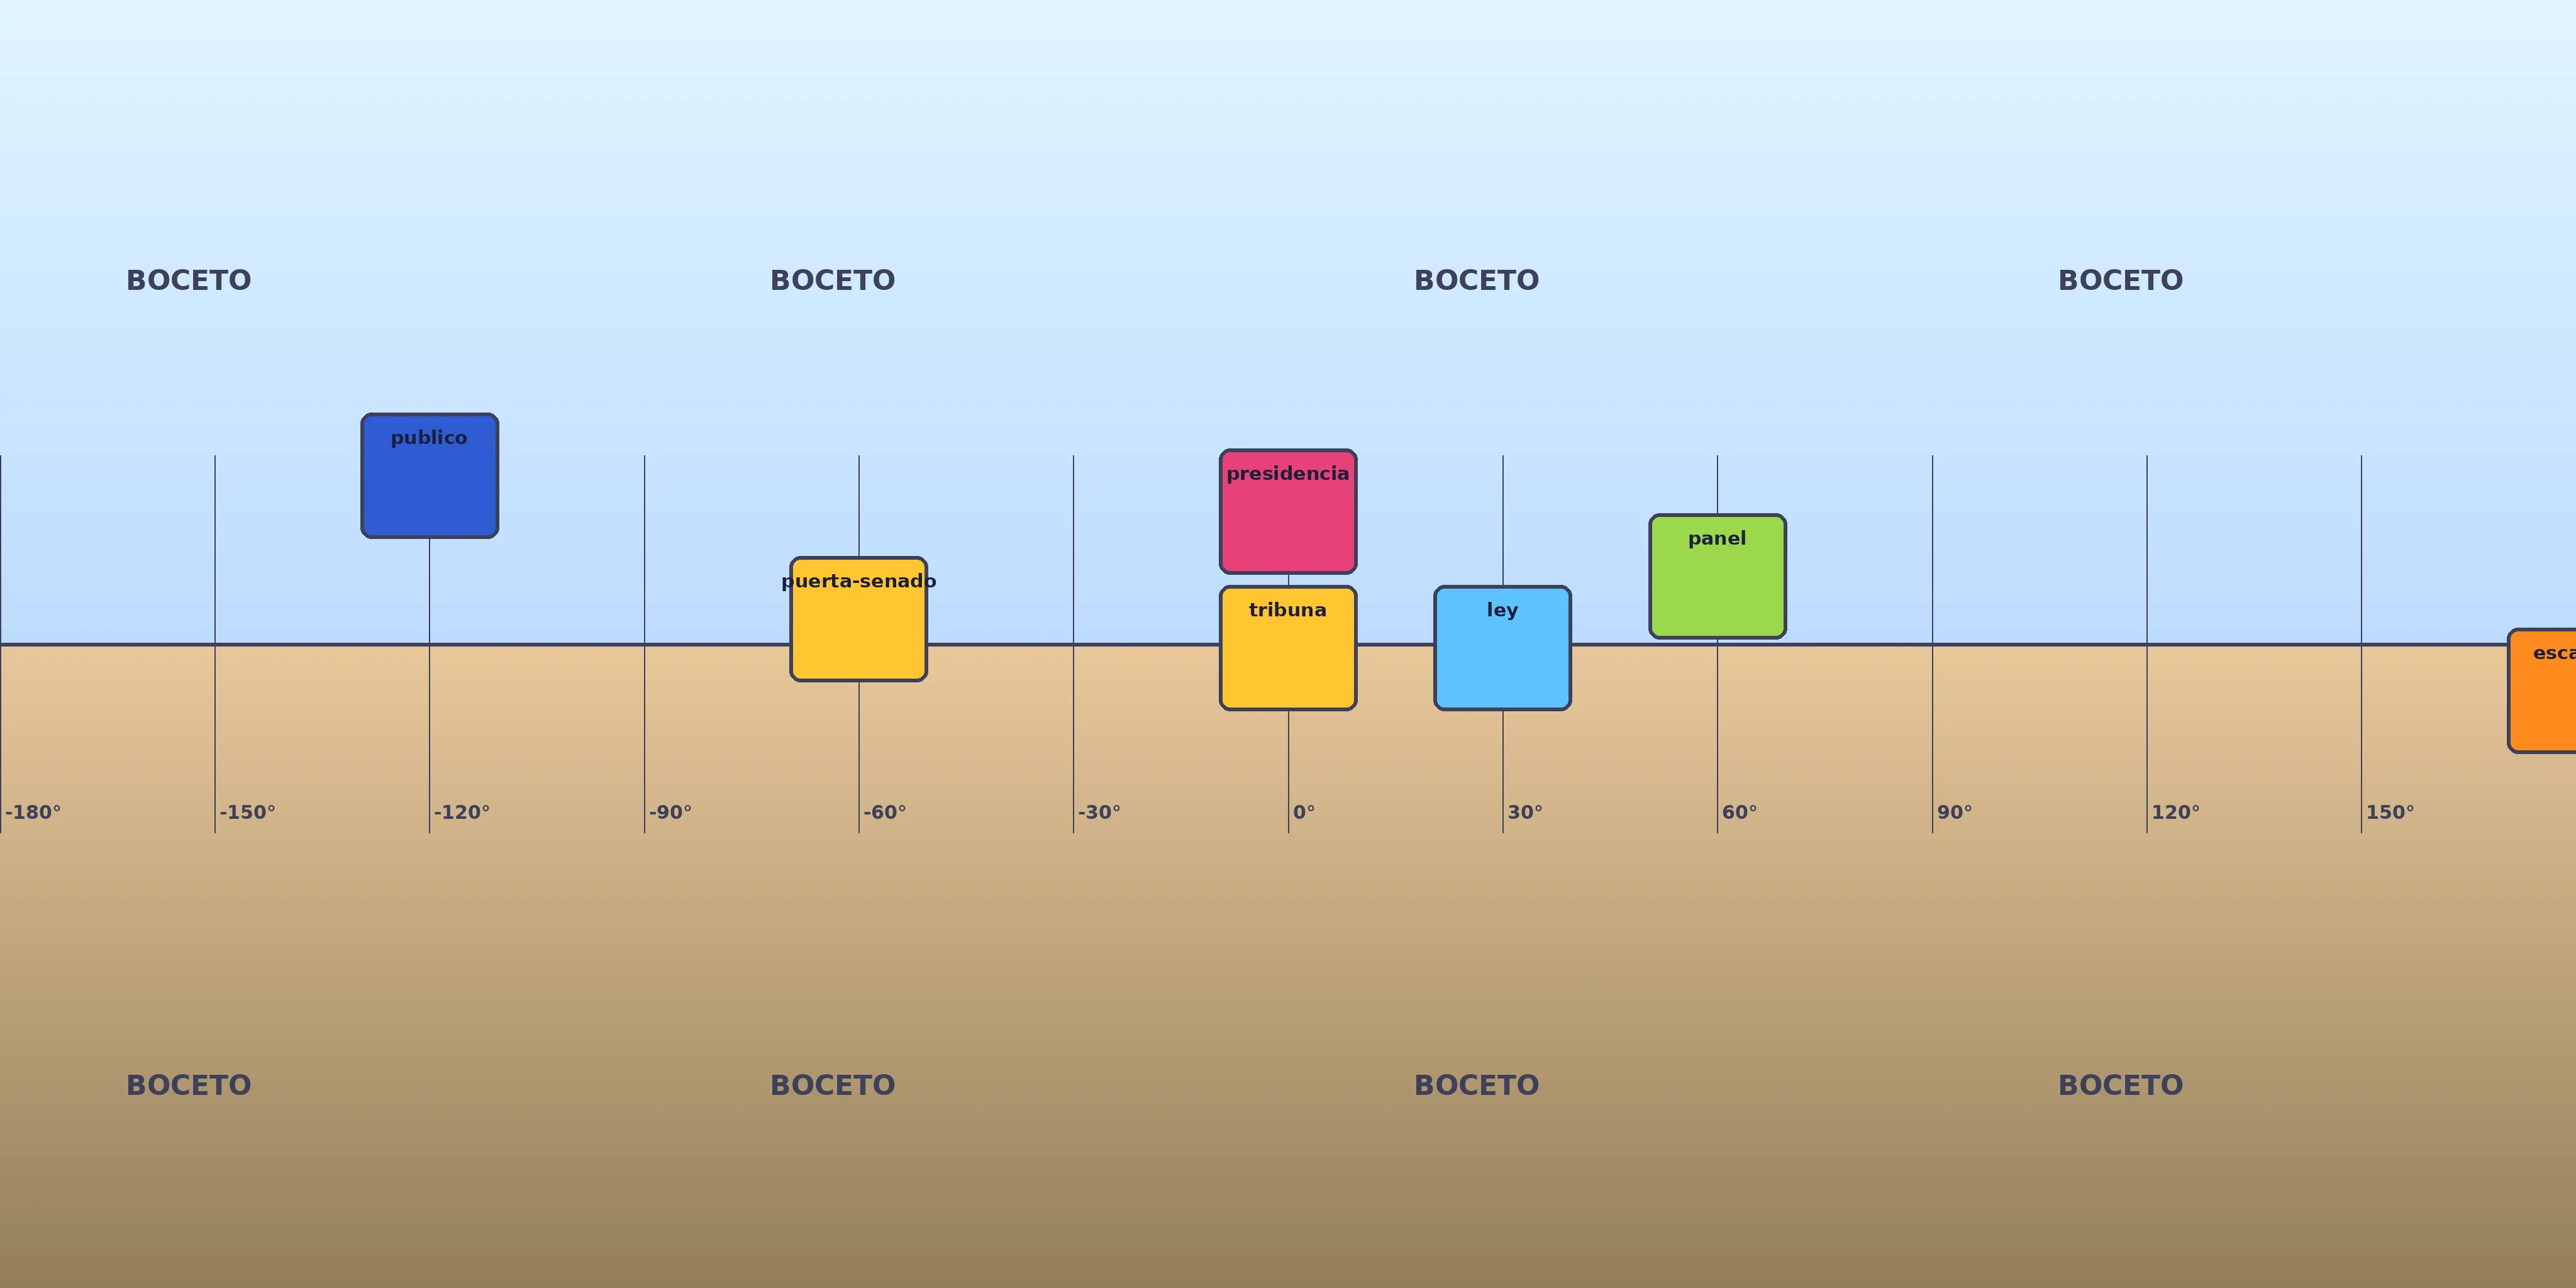 BOCETO
BOCETO
BOCETO
BOCETO
publico
presidencia
panel
puerta-senado
tribuna
ley
esca
-180°
-150°
-120°
-90°
-60°
-30°
0°
30°
60°
90°
120°
150°
BOCETO
BOCETO
BOCETO
BOCETO